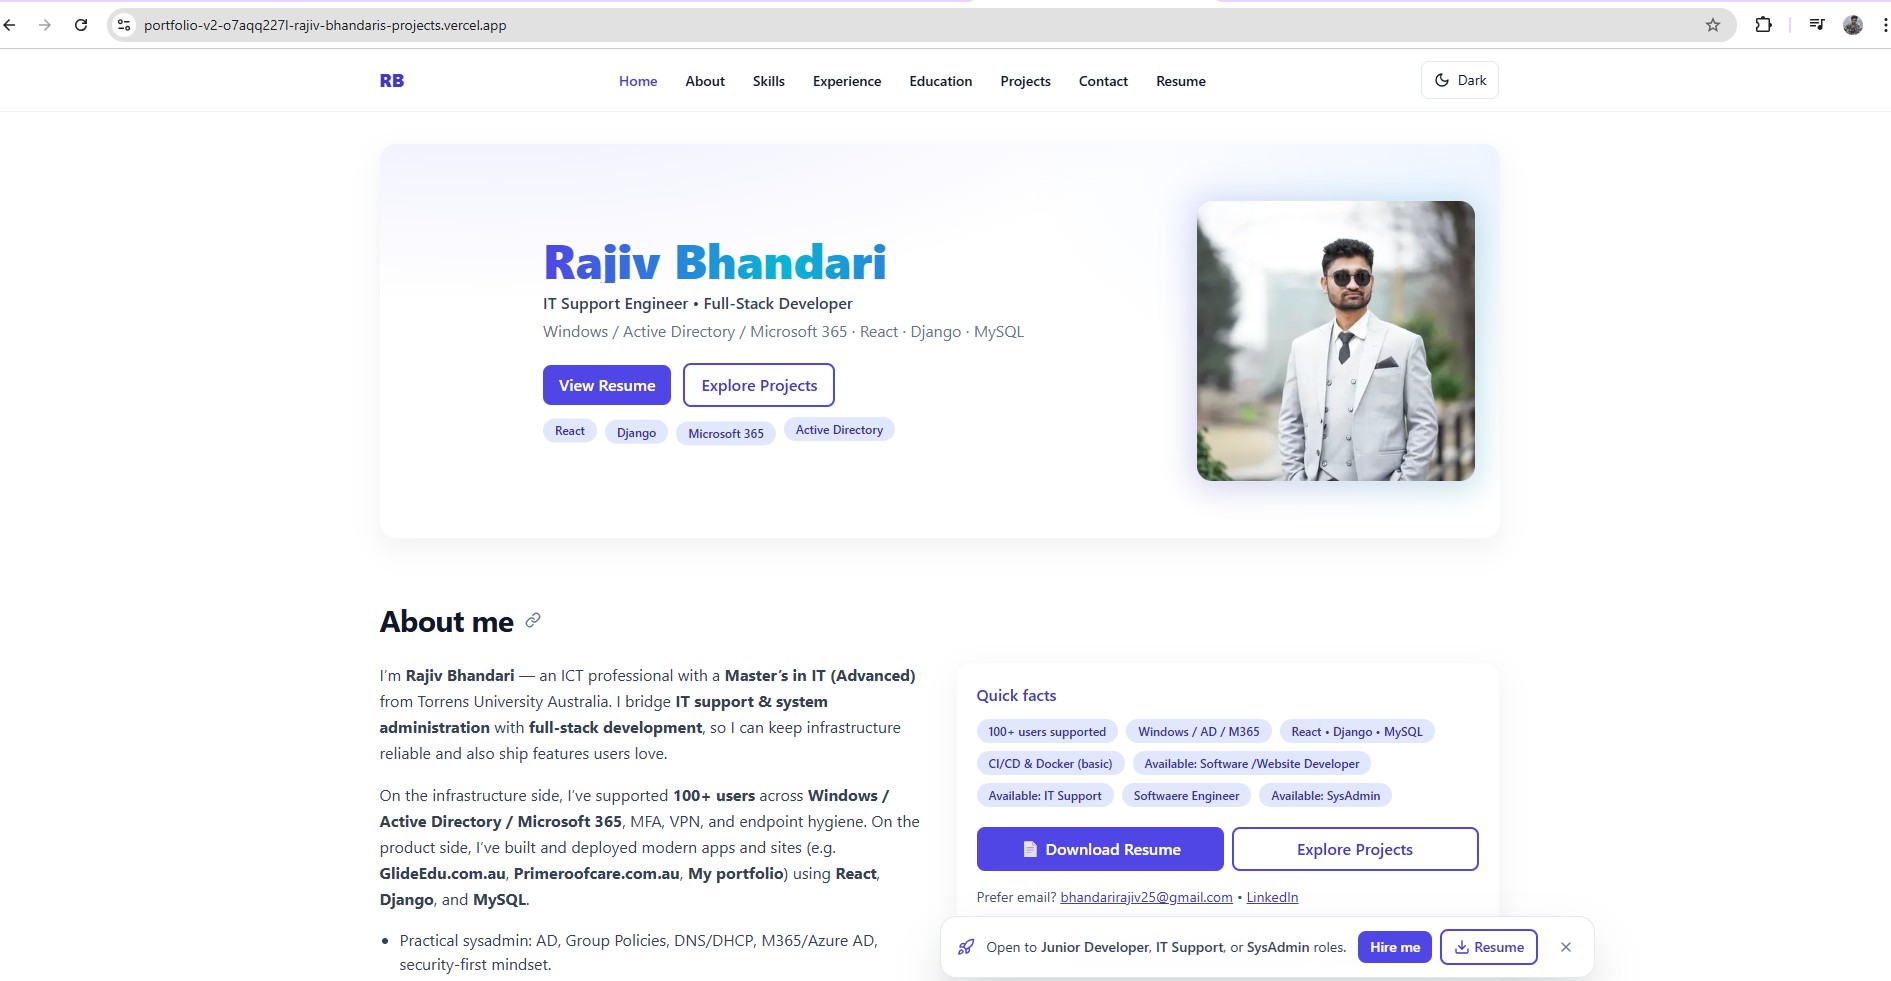 portfolio-v2-o7aqq227l-rajiv-bhandaris-projects.vercel.app
RB
Home About Skills Experience Education Projects Contact Resume
Dark
Rajiv Bhandari
IT Support Engineer • Full-Stack Developer
Windows / Active Directory / Microsoft 365 · React · Django · MySQL
View Resume Explore Projects
React Django Microsoft 365 Active Directory
About me
I’m Rajiv Bhandari — an ICT professional with a Master’s in IT (Advanced)
from Torrens University Australia. I bridge IT support & system
administration with full-stack development, so I can keep infrastructure
reliable and also ship features users love.
On the infrastructure side, I’ve supported 100+ users across Windows /
Active Directory / Microsoft 365, MFA, VPN, and endpoint hygiene. On the
product side, I’ve built and deployed modern apps and sites (e.g.
GlideEdu.com.au, Primeroofcare.com.au, My portfolio) using React,
Django, and MySQL.
• Practical sysadmin: AD, Group Policies, DNS/DHCP, M365/Azure AD,
security-first mindset.
Quick facts
100+ users supported Windows / AD / M365 React • Django • MySQL
CI/CD & Docker (basic) Available: Software /Website Developer
Available: IT Support Softwaere Engineer Available: SysAdmin
Download Resume Explore Projects
Prefer email? bhandarirajiv25@gmail.com • LinkedIn
Open to Junior Developer, IT Support, or SysAdmin roles. Hire me Resume